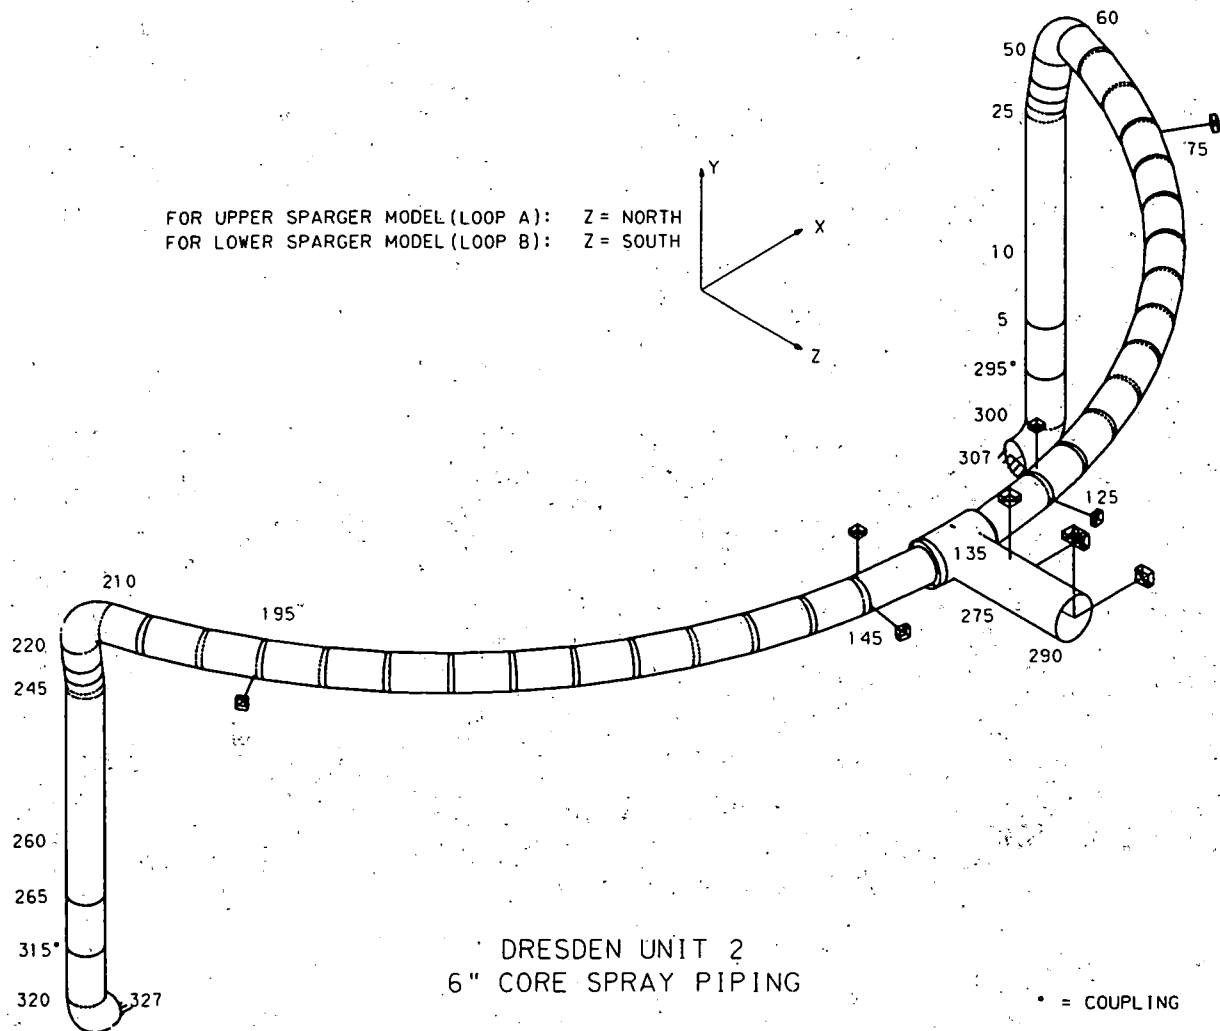 60
50
25
75
Y
FOR UPPER SPARGER MODEL (LOOP A): Z = NORTH
X
FOR LOWER SPARGER MODEL (LOOP B): Z = SOUTH
10
5
Z
295*
300
307
125
135
210
195
275
145
220
290
245
260
265
315*
DRESDEN UNIT 2
6" CORE SPRAY PIPING
320
327
* = COUPLING